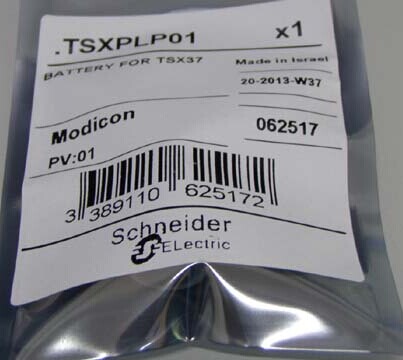 .TSXPLP01 x1
BATTERY FOR TSX37 Made in Israel
20-2013-W37
Modicon 062517
PV:01
3 389110 625172
Schneider
Electric